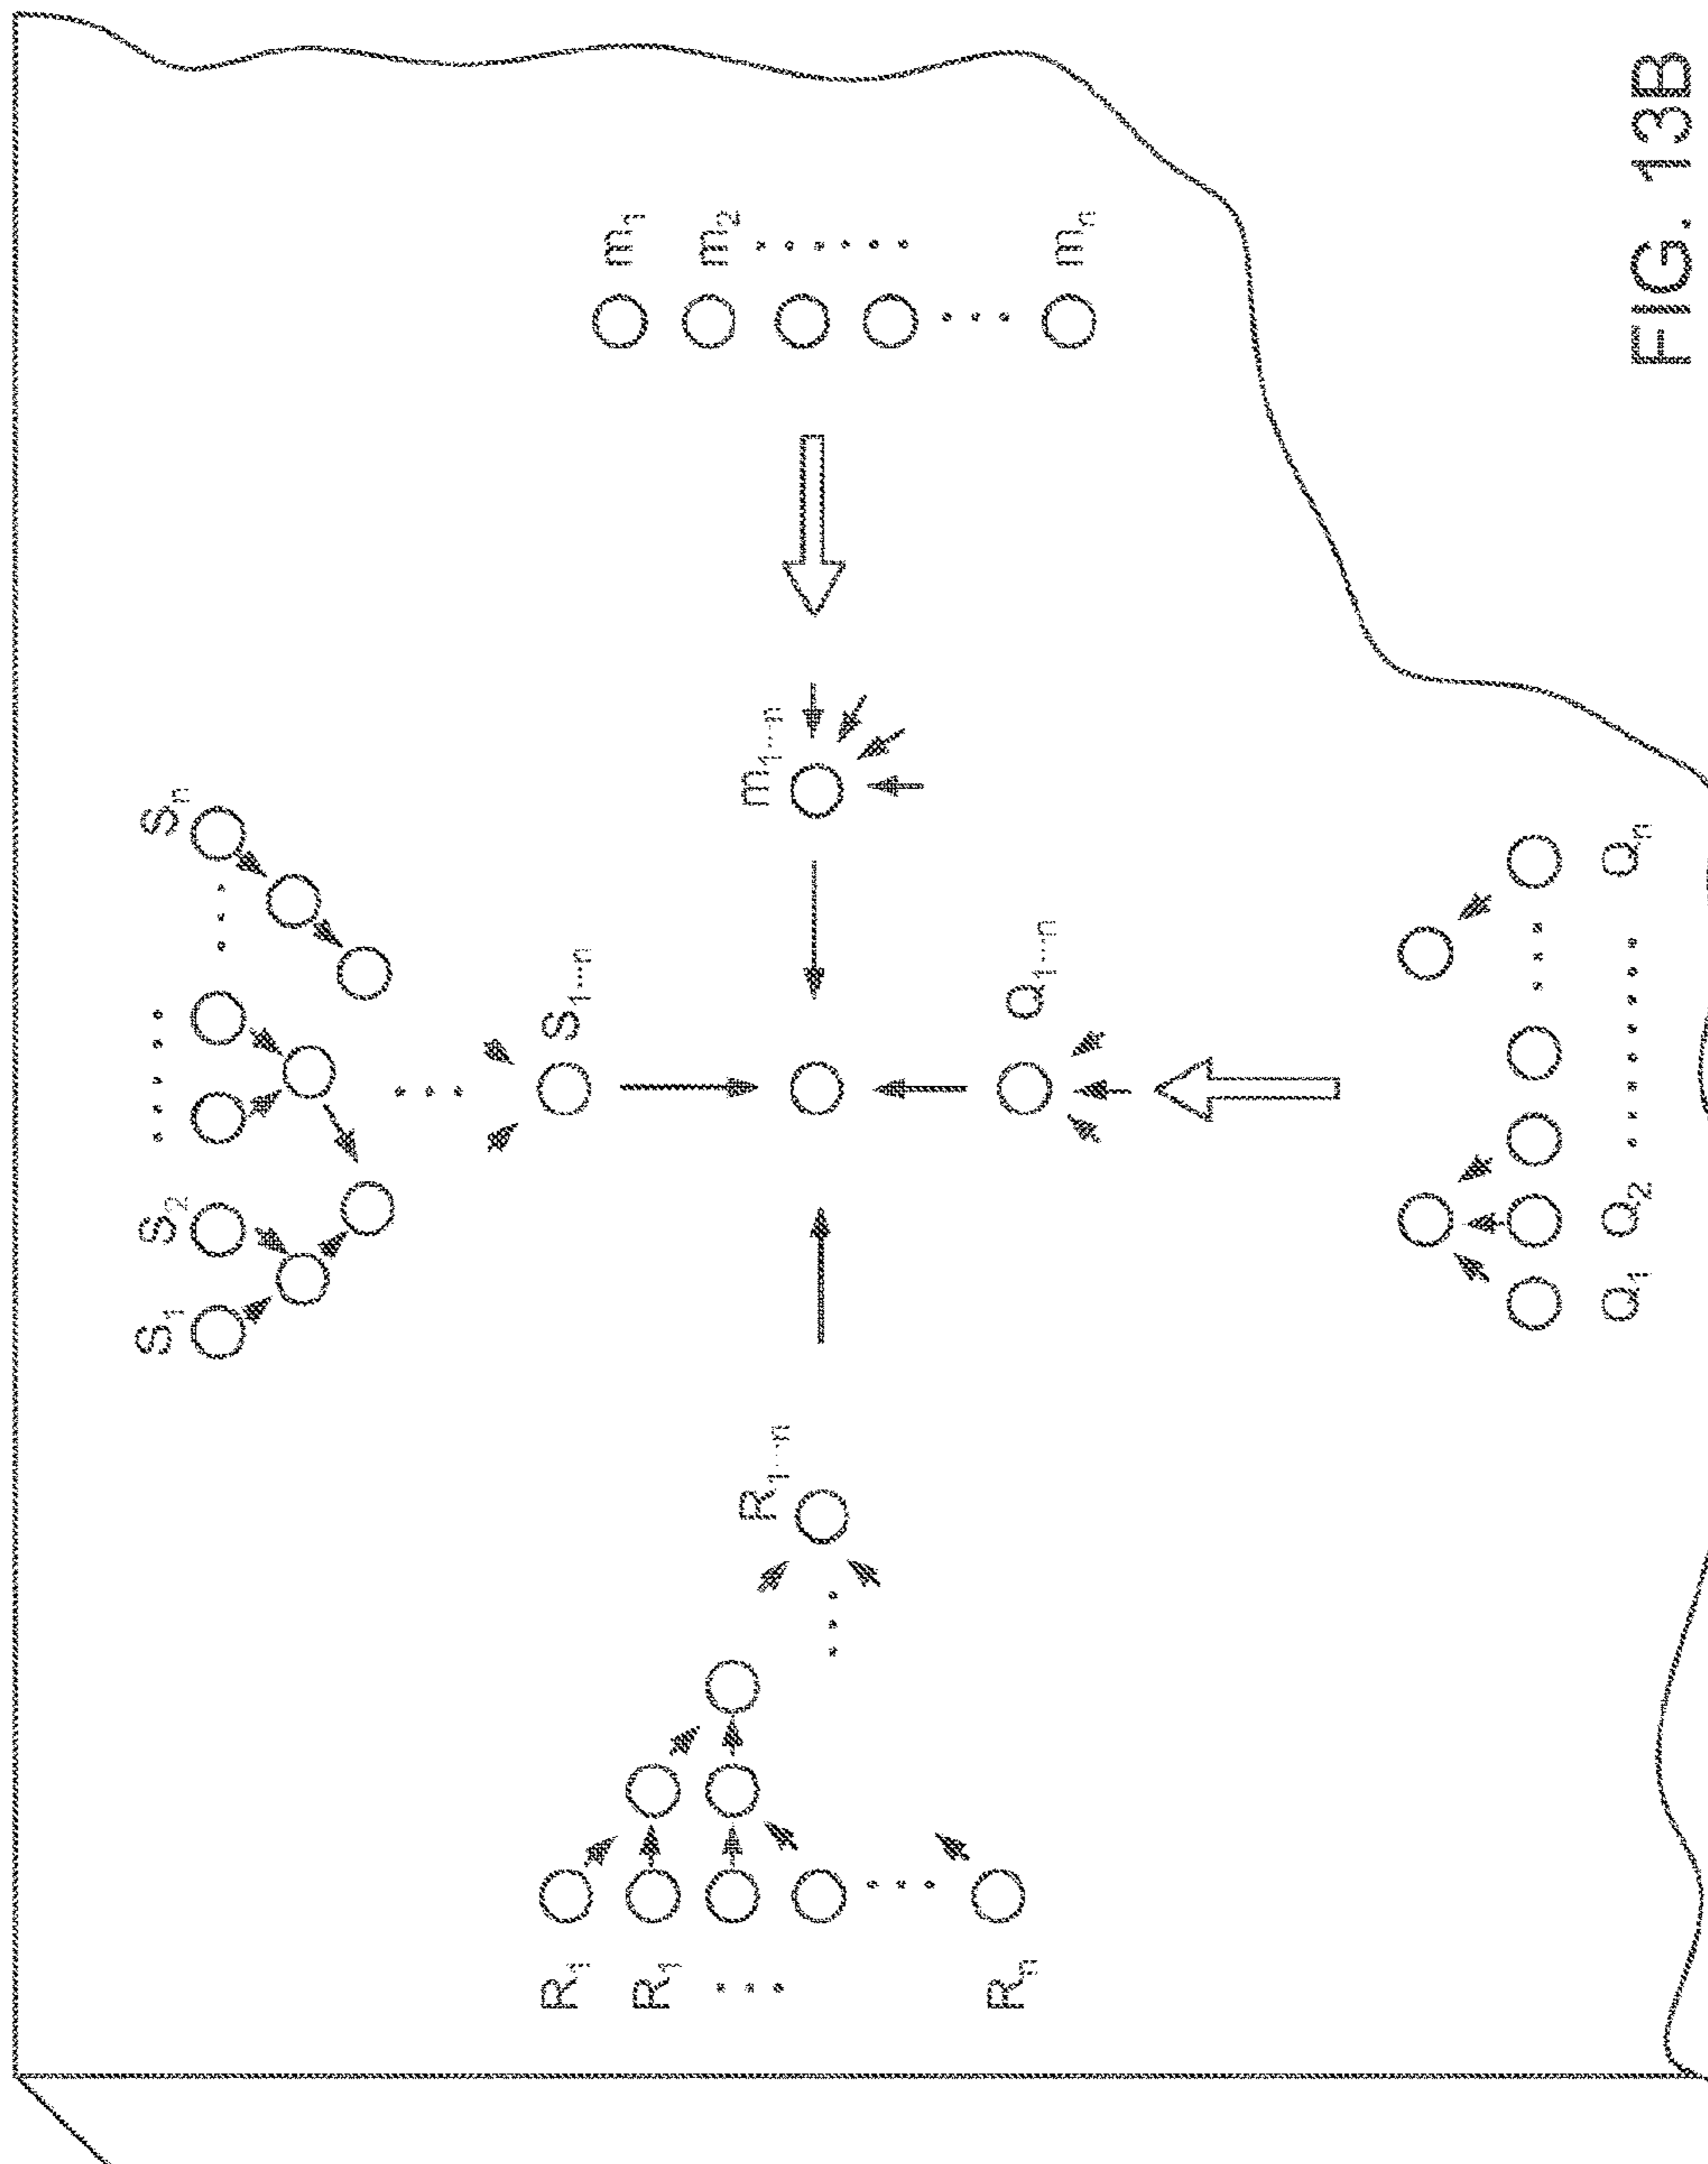 S₁ S₂ ..... Sₙ
R₁
R₁
...
Rₙ
R₁...ₙ
S₁...ₙ
m₁...ₙ
Q₁...ₙ
m₁
m₂
......
mₙ
Q₁ Q₂ ........ Qₙ
FIG. 13B